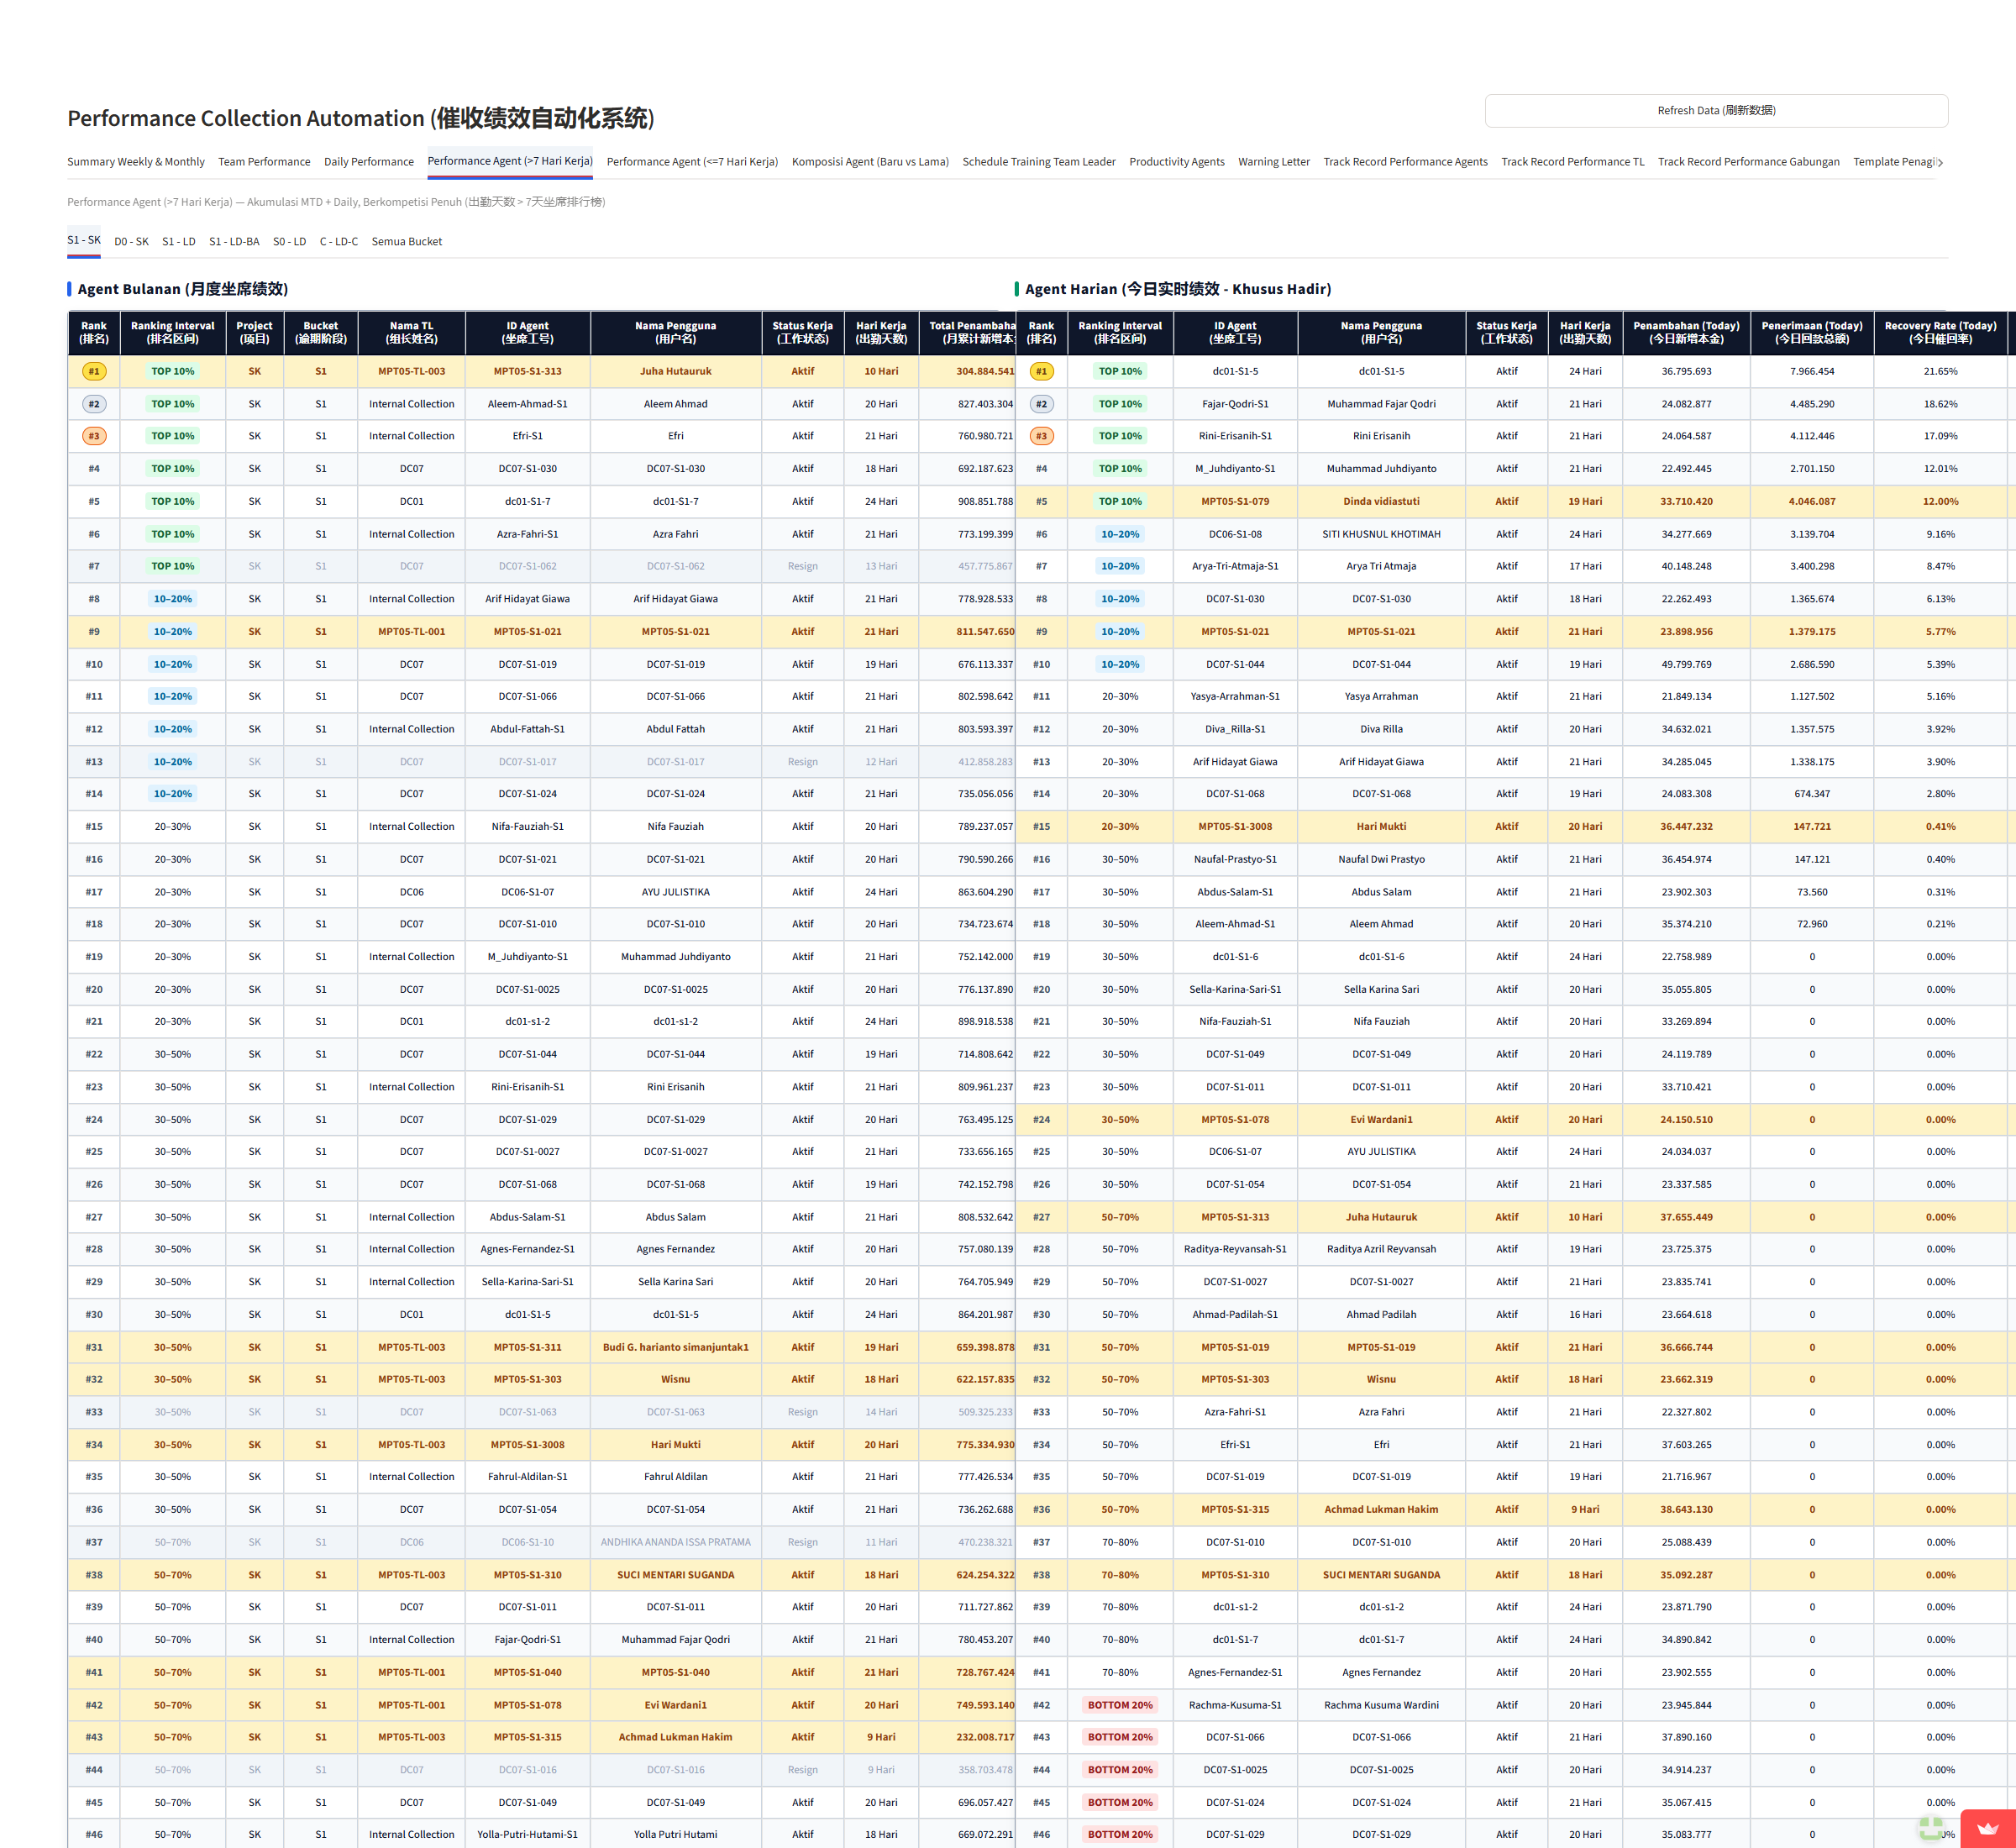 Performance Collection Automation (催收绩效自动化系统)
Refresh Data (刷新数据)
Summary Weekly & Monthly Team Performance Daily Performance Performance Agent (>7 Hari Kerja) Performance Agent (<=7 Hari Kerja) Komposisi Agent (Baru vs Lama) Schedule Training Team Leader Productivity Agents Warning Letter Track Record Performance Agents Track Record Performance TL Track Record Performance Gabungan Template
Performance Agent (>7 Hari Kerja) — Akumulasi MTD + Daily, Berkompetisi Penuh (出勤天数 > 7天坐席排行榜)
S1 - SK D0 - SK S1 - LD S1 - LD-BA S0 - LD C - LD-C Semua Bucket
Agent Bulanan (月度坐席绩效)
Rank Ranking Interval Project Bucket Nama TL ID Agent Nama Pengguna Status Kerja Hari Kerja Total
(排名) (排名区间) (项目) (逾期阶段) (组长姓名) (坐席工号) (用户名) (工作状态) (出勤天数) (月累计新增本
#1 TOP 10% SK S1 MPT05-TL-003 MPT05-S1-313 Juha Hutauruk Aktif 10 Hari 304.884.541
#2 TOP 10% SK S1 Internal Collection Aleem-Ahmad-S1 Aleem Ahmad Aktif 20 Hari 827.403.304
#3 TOP 10% SK S1 Internal Collection Efri-S1 Efri Aktif 21 Hari 760.980.721
#4 TOP 10% SK S1 DC07 DC07-S1-030 DC07-S1-030 Aktif 18 Hari 692.187.623
#5 TOP 10% SK S1 DC01 dc01-S1-7 dc01-S1-7 Aktif 24 Hari 908.851.788
#6 TOP 10% SK S1 Internal Collection Azra-Fahri-S1 Azra Fahri Aktif 21 Hari 773.199.399
#7 TOP 10% SK S1 DC07 DC07-S1-062 DC07-S1-062 Resign 13 Hari 457.775.867
#8 10–20% SK S1 Internal Collection Arif Hidayat Giawa Arif Hidayat Giawa Aktif 21 Hari 778.928.533
#9 10–20% SK S1 MPT05-TL-001 MPT05-S1-021 MPT05-S1-021 Aktif 21 Hari 811.547.650
#10 10–20% SK S1 DC07 DC07-S1-019 DC07-S1-019 Aktif 19 Hari 676.113.337
#11 10–20% SK S1 DC07 DC07-S1-066 DC07-S1-066 Aktif 21 Hari 802.598.642
#12 10–20% SK S1 Internal Collection Abdul-Fattah-S1 Abdul Fattah Aktif 21 Hari 803.593.397
#13 10–20% SK S1 DC07 DC07-S1-017 DC07-S1-017 Resign 12 Hari 412.858.283
#14 10–20% SK S1 DC07 DC07-S1-024 DC07-S1-024 Aktif 21 Hari 735.056.056
#15 20–30% SK S1 Internal Collection Nifa-Fauziah-S1 Nifa Fauziah Aktif 20 Hari 789.237.057
#16 20–30% SK S1 DC07 DC07-S1-021 DC07-S1-021 Aktif 20 Hari 790.590.266
#17 20–30% SK S1 DC06 DC06-S1-07 AYU JULISTIKA Aktif 24 Hari 863.604.290
#18 20–30% SK S1 DC07 DC07-S1-010 DC07-S1-010 Aktif 20 Hari 734.723.674
#19 20–30% SK S1 Internal Collection M_Juhdiyanto-S1 Muhammad Juhdiyanto Aktif 21 Hari 752.142.000
#20 20–30% SK S1 DC07 DC07-S1-0025 DC07-S1-0025 Aktif 20 Hari 776.137.890
#21 20–30% SK S1 DC01 dc01-s1-2 dc01-s1-2 Aktif 24 Hari 898.918.538
#22 30–50% SK S1 DC07 DC07-S1-044 DC07-S1-044 Aktif 19 Hari 714.808.642
#23 30–50% SK S1 Internal Collection Rini-Erisanih-S1 Rini Erisanih Aktif 21 Hari 809.961.237
#24 30–50% SK S1 DC07 DC07-S1-029 DC07-S1-029 Aktif 20 Hari 763.495.125
#25 30–50% SK S1 DC07 DC07-S1-0027 DC07-S1-0027 Aktif 21 Hari 733.656.165
#26 30–50% SK S1 DC07 DC07-S1-068 DC07-S1-068 Aktif 19 Hari 742.152.798
#27 30–50% SK S1 Internal Collection Abdus-Salam-S1 Abdus Salam Aktif 21 Hari 808.532.642
#28 30–50% SK S1 Internal Collection Agnes-Fernandez-S1 Agnes Fernandez Aktif 20 Hari 757.080.139
#29 30–50% SK S1 Internal Collection Sella-Karina-Sari-S1 Sella Karina Sari Aktif 20 Hari 764.705.949
#30 30–50% SK S1 DC01 dc01-S1-5 dc01-S1-5 Aktif 24 Hari 864.201.987
#31 30–50% SK S1 MPT05-TL-003 MPT05-S1-311 Budi G. harianto simanjuntak1 Aktif 19 Hari 659.398.878
#32 30–50% SK S1 MPT05-TL-003 MPT05-S1-303 Wisnu Aktif 18 Hari 622.157.835
#33 30–50% SK S1 DC07 DC07-S1-063 DC07-S1-063 Resign 14 Hari 509.325.233
#34 30–50% SK S1 MPT05-TL-003 MPT05-S1-3008 Hari Mukti Aktif 20 Hari 775.334.930
#35 30–50% SK S1 Internal Collection Fahrul-Aldilan-S1 Fahrul Aldilan Aktif 21 Hari 777.426.534
#36 30–50% SK S1 DC07 DC07-S1-054 DC07-S1-054 Aktif 21 Hari 736.262.688
#37 50–70% SK S1 DC06 DC06-S1-10 ANDHIKA ANANDA ISSA PRATAMA Resign 11 Hari 470.238.321
#38 50–70% SK S1 MPT05-TL-003 MPT05-S1-310 SUCI MENTARI SUGANDA Aktif 18 Hari 624.254.322
#39 50–70% SK S1 DC07 DC07-S1-011 DC07-S1-011 Aktif 20 Hari 711.727.862
#40 50–70% SK S1 Internal Collection Fajar-Qodri-S1 Muhammad Fajar Qodri Aktif 21 Hari 780.453.207
#41 50–70% SK S1 MPT05-TL-001 MPT05-S1-040 MPT05-S1-040 Aktif 21 Hari 728.767.424
#42 50–70% SK S1 MPT05-TL-001 MPT05-S1-078 Evi Wardani1 Aktif 20 Hari 749.593.140
#43 50–70% SK S1 MPT05-TL-003 MPT05-S1-315 Achmad Lukman Hakim Aktif 9 Hari 232.008.717
#44 50–70% SK S1 DC07 DC07-S1-016 DC07-S1-016 Resign 9 Hari 358.703.478
#45 50–70% SK S1 DC07 DC07-S1-049 DC07-S1-049 Aktif 20 Hari 696.057.427
#46 50–70% SK S1 Internal Collection Yolla-Putri-Hutami-S1 Yolla Putri Hutami Aktif 18 Hari 669.072.291
Agent Harian (今日实时绩效 - Khusus Hadir)
Rank Ranking Interval ID Agent Nama Pengguna Status Kerja Hari Kerja Penambahan (Today) Penerimaan (Today) Recovery Rate (Today)
(排名) (排名区间) (坐席工号) (用户名) (工作状态) (出勤天数) (今日新增本金) (今日回款总额) (今日催回率)
#1 TOP 10% dc01-S1-5 dc01-S1-5 Aktif 24 Hari 36.795.693 7.966.454 21.65%
#2 TOP 10% Fajar-Qodri-S1 Muhammad Fajar Qodri Aktif 21 Hari 24.082.877 4.485.290 18.62%
#3 TOP 10% Rini-Erisanih-S1 Rini Erisanih Aktif 21 Hari 24.064.587 4.112.446 17.09%
#4 TOP 10% M_Juhdiyanto-S1 Muhammad Juhdiyanto Aktif 21 Hari 22.492.445 2.701.150 12.01%
#5 TOP 10% MPT05-S1-079 Dinda vidiastuti Aktif 19 Hari 33.710.420 4.046.087 12.00%
#6 10–20% DC06-S1-08 SITI KHUSNUL KHOTIMAH Aktif 24 Hari 34.277.669 3.139.704 9.16%
#7 10–20% Arya-Tri-Atmaja-S1 Arya Tri Atmaja Aktif 17 Hari 40.148.248 3.400.298 8.47%
#8 10–20% DC07-S1-030 DC07-S1-030 Aktif 18 Hari 22.262.493 1.365.674 6.13%
#9 10–20% MPT05-S1-021 MPT05-S1-021 Aktif 21 Hari 23.898.956 1.379.175 5.77%
#10 10–20% DC07-S1-044 DC07-S1-044 Aktif 19 Hari 49.799.769 2.686.590 5.39%
#11 20–30% Yasya-Arrahman-S1 Yasya Arrahman Aktif 21 Hari 21.849.134 1.127.502 5.16%
#12 20–30% Diva_Rilla-S1 Diva Rilla Aktif 20 Hari 34.632.021 1.357.575 3.92%
#13 20–30% Arif Hidayat Giawa Arif Hidayat Giawa Aktif 21 Hari 34.285.045 1.338.175 3.90%
#14 20–30% DC07-S1-068 DC07-S1-068 Aktif 19 Hari 24.083.308 674.347 2.80%
#15 20–30% MPT05-S1-3008 Hari Mukti Aktif 20 Hari 36.447.232 147.721 0.41%
#16 30–50% Naufal-Prastyo-S1 Naufal Dwi Prastyo Aktif 21 Hari 36.454.974 147.121 0.40%
#17 30–50% Abdus-Salam-S1 Abdus Salam Aktif 21 Hari 23.902.303 73.560 0.31%
#18 30–50% Aleem-Ahmad-S1 Aleem Ahmad Aktif 20 Hari 35.374.210 72.960 0.21%
#19 30–50% dc01-S1-6 dc01-S1-6 Aktif 24 Hari 22.758.989 0 0.00%
#20 30–50% Sella-Karina-Sari-S1 Sella Karina Sari Aktif 20 Hari 35.055.805 0 0.00%
#21 30–50% Nifa-Fauziah-S1 Nifa Fauziah Aktif 20 Hari 33.269.894 0 0.00%
#22 30–50% DC07-S1-049 DC07-S1-049 Aktif 20 Hari 24.119.789 0 0.00%
#23 30–50% DC07-S1-011 DC07-S1-011 Aktif 20 Hari 33.710.421 0 0.00%
#24 30–50% MPT05-S1-078 Evi Wardani1 Aktif 20 Hari 24.150.510 0 0.00%
#25 30–50% DC06-S1-07 AYU JULISTIKA Aktif 24 Hari 24.034.037 0 0.00%
#26 30–50% DC07-S1-054 DC07-S1-054 Aktif 21 Hari 23.337.585 0 0.00%
#27 50–70% MPT05-S1-313 Juha Hutauruk Aktif 10 Hari 37.655.449 0 0.00%
#28 50–70% Raditya-Reyvansah-S1 Raditya Azril Reyvansah Aktif 19 Hari 23.725.375 0 0.00%
#29 50–70% DC07-S1-0027 DC07-S1-0027 Aktif 21 Hari 23.835.741 0 0.00%
#30 50–70% Ahmad-Padilah-S1 Ahmad Padilah Aktif 16 Hari 23.664.618 0 0.00%
#31 50–70% MPT05-S1-019 MPT05-S1-019 Aktif 21 Hari 36.666.744 0 0.00%
#32 50–70% MPT05-S1-303 Wisnu Aktif 18 Hari 23.662.319 0 0.00%
#33 50–70% Azra-Fahri-S1 Azra Fahri Aktif 21 Hari 22.327.802 0 0.00%
#34 50–70% Efri-S1 Efri Aktif 21 Hari 37.603.265 0 0.00%
#35 50–70% DC07-S1-019 DC07-S1-019 Aktif 19 Hari 21.716.967 0 0.00%
#36 50–70% MPT05-S1-315 Achmad Lukman Hakim Aktif 9 Hari 38.643.130 0 0.00%
#37 70–80% DC07-S1-010 DC07-S1-010 Aktif 20 Hari 25.088.439 0 0.00%
#38 70–80% MPT05-S1-310 SUCI MENTARI SUGANDA Aktif 18 Hari 35.092.287 0 0.00%
#39 70–80% dc01-s1-2 dc01-s1-2 Aktif 24 Hari 23.871.790 0 0.00%
#40 70–80% dc01-S1-7 dc01-S1-7 Aktif 24 Hari 34.890.842 0 0.00%
#41 70–80% Agnes-Fernandez-S1 Agnes Fernandez Aktif 20 Hari 23.902.555 0 0.00%
#42 BOTTOM 20% Rachma-Kusuma-S1 Rachma Kusuma Wardini Aktif 20 Hari 23.945.844 0 0.00%
#43 BOTTOM 20% DC07-S1-066 DC07-S1-066 Aktif 21 Hari 37.890.160 0 0.00%
#44 BOTTOM 20% DC07-S1-0025 DC07-S1-0025 Aktif 20 Hari 34.914.237 0 0.00%
#45 BOTTOM 20% DC07-S1-024 DC07-S1-024 Aktif 21 Hari 35.067.415 0 0.00%
#46 BOTTOM 20% DC07-S1-029 DC07-S1-029 Aktif 20 Hari 35.083.777 0